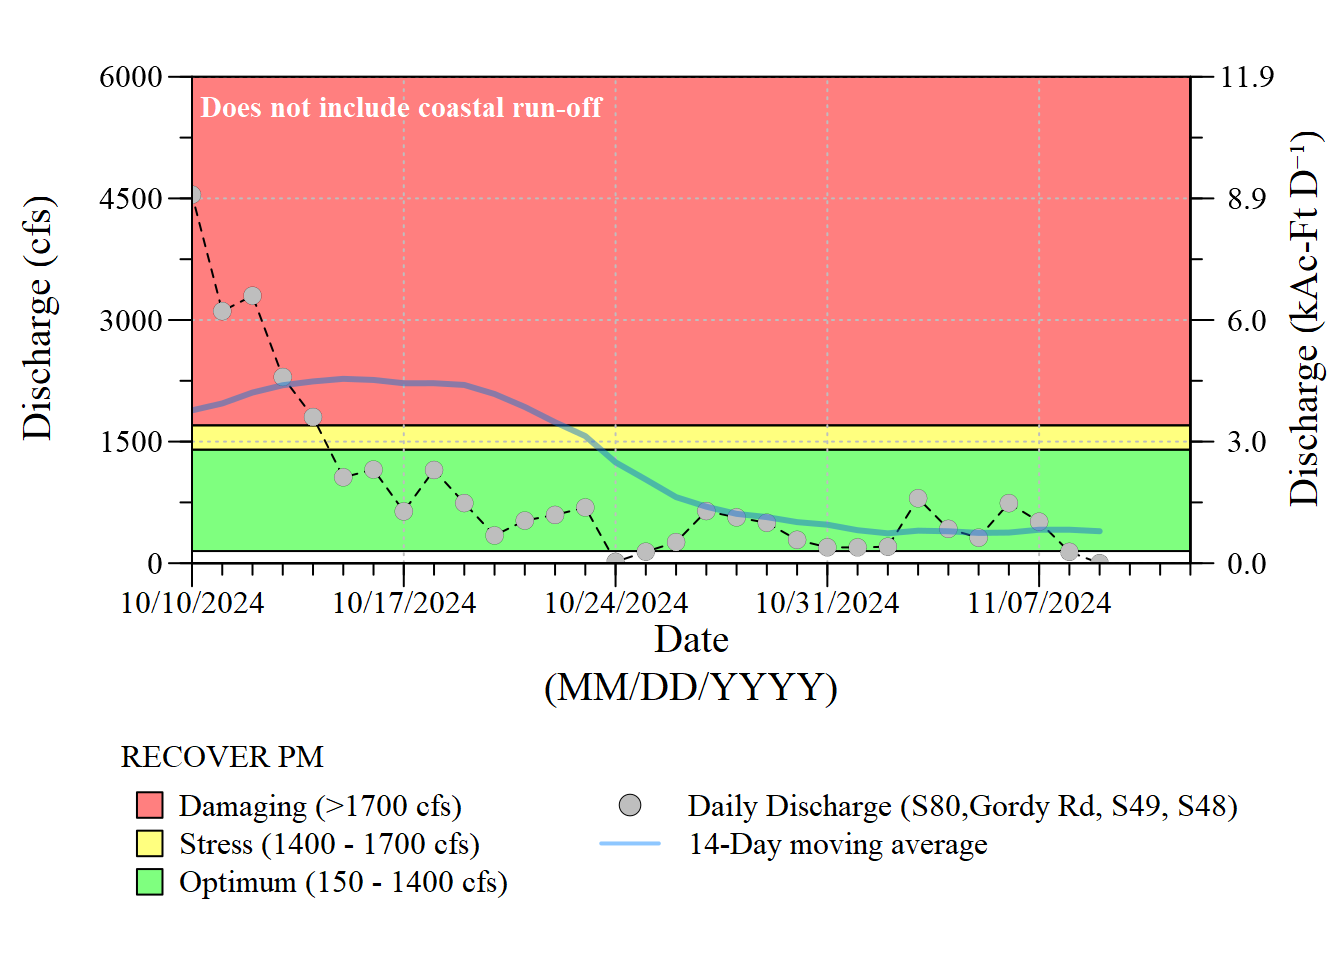 Does not include coastal run-off
6000
4500
3000
1500
0
Discharge (cfs)
11.9
8.9
6.0
3.0
0.0
Discharge (kAc-Ft D⁻¹)
10/10/2024
10/17/2024
10/24/2024
10/31/2024
11/07/2024
Date
(MM/DD/YYYY)
RECOVER PM
Damaging (>1700 cfs)
Stress (1400 - 1700 cfs)
Optimum (150 - 1400 cfs)
Daily Discharge (S80,Gordy Rd, S49, S48)
14-Day moving average